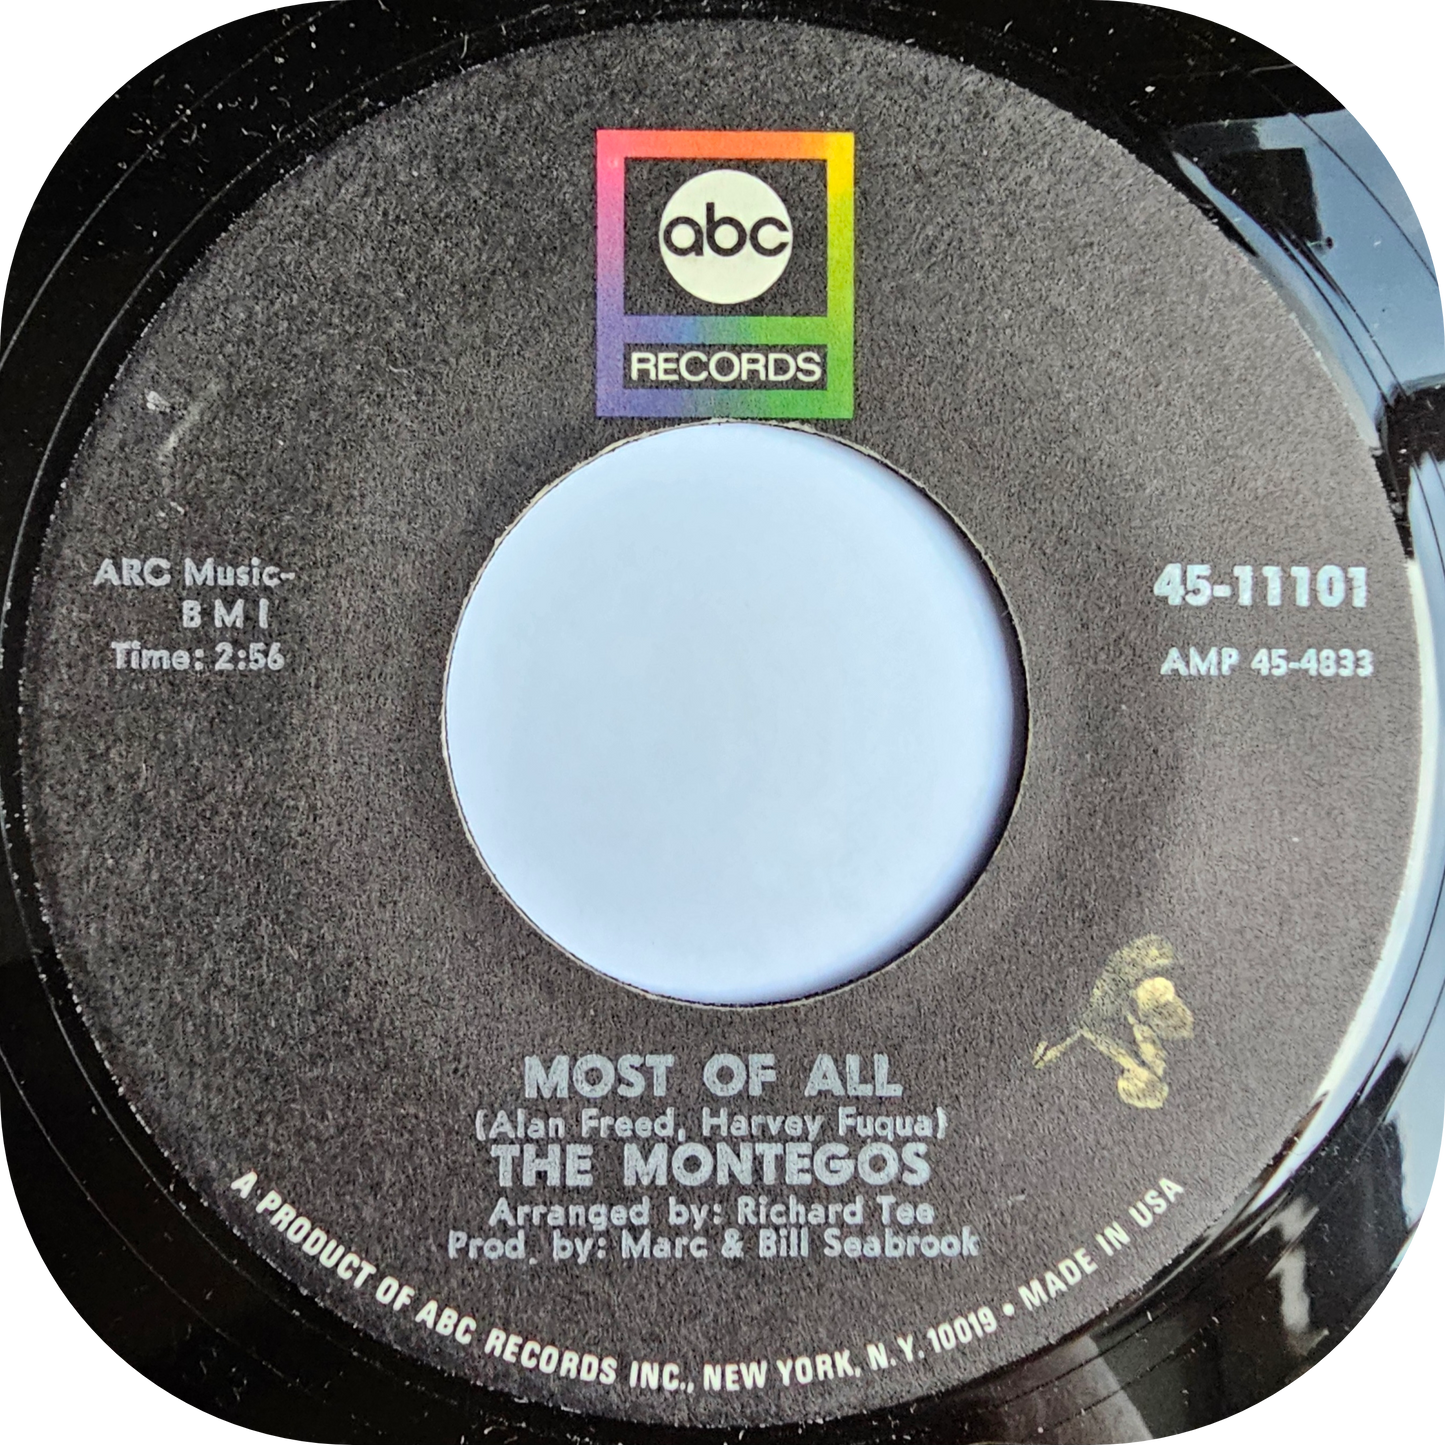 abc
RECORDS
ARC Music-
B M I
Time: 2:56
45-11101
AMP 45-4833
MOST OF ALL
(Alan Freed, Harvey Fuqua)
THE MONTEGOS
Arranged by: Richard Tee
Prod. by: Marc & Bill Seabrook
A PRODUCT OF ABC RECORDS INC., NEW YORK, N.Y. 10019 • MADE IN USA